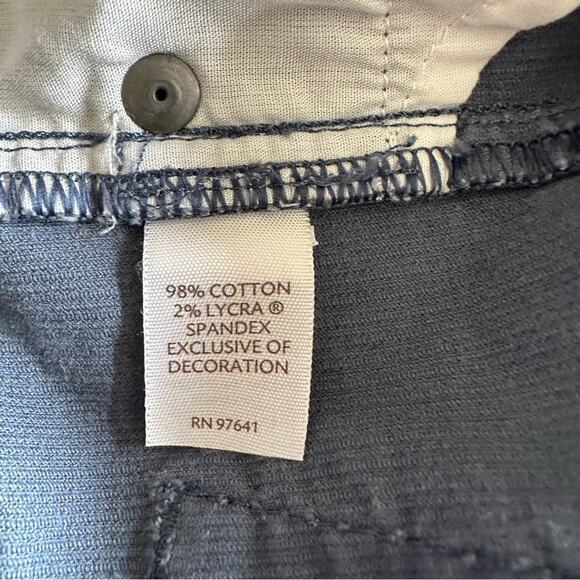 98% COTTON
2% LYCRA ®
SPANDEX
EXCLUSIVE OF
DECORATION
RN 97641